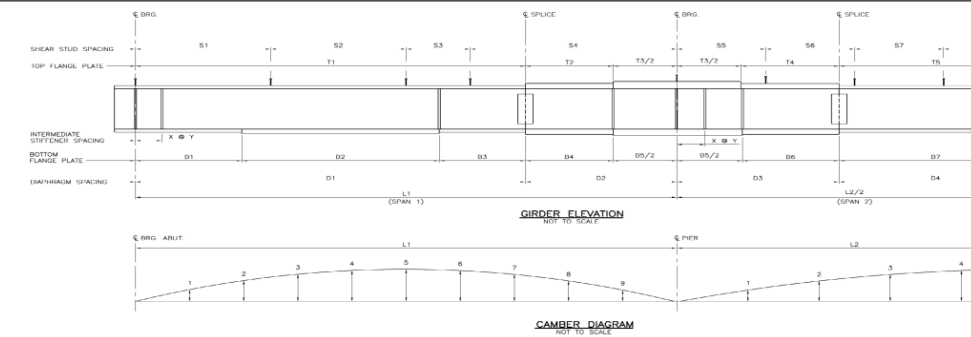 ℄ BRG. ℄ SPLICE ℄ BRG. ℄ SPLICE
SHEAR STUD SPACING S1 S2 S3 S4 S5 S6 S7
TOP FLANGE PLATE T1 T2 T3/2 T3/2 T4 T5
INTERMEDIATE
STIFFENER SPACING X @ Y X @ Y
BOTTOM
FLANGE PLATE B1 B2 B3 B4 B5/2 B5/2 B6 B7
DIAPHRAGM SPACING D1 D2 D3 D4
L1 L2/2
(SPAN 1) (SPAN 2)
GIRDER ELEVATION
NOT TO SCALE
℄ BRG. ABUT. ℄ PIER
L1 L2
1 2 3 4 5 6 7 8 9 1 2 3 4
CAMBER DIAGRAM
NOT TO SCALE